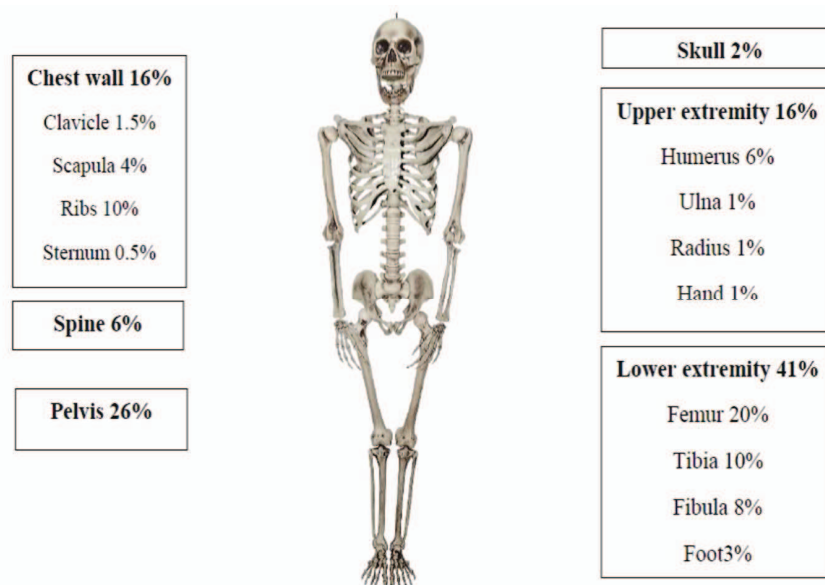 Chest wall 16%
Clavicle 1.5%
Scapula 4%
Ribs 10%
Sternum 0.5%
Spine 6%
Pelvis 26%
Skull 2%
Upper extremity 16%
Humerus 6%
Ulna 1%
Radius 1%
Hand 1%
Lower extremity 41%
Femur 20%
Tibia 10%
Fibula 8%
Foot3%